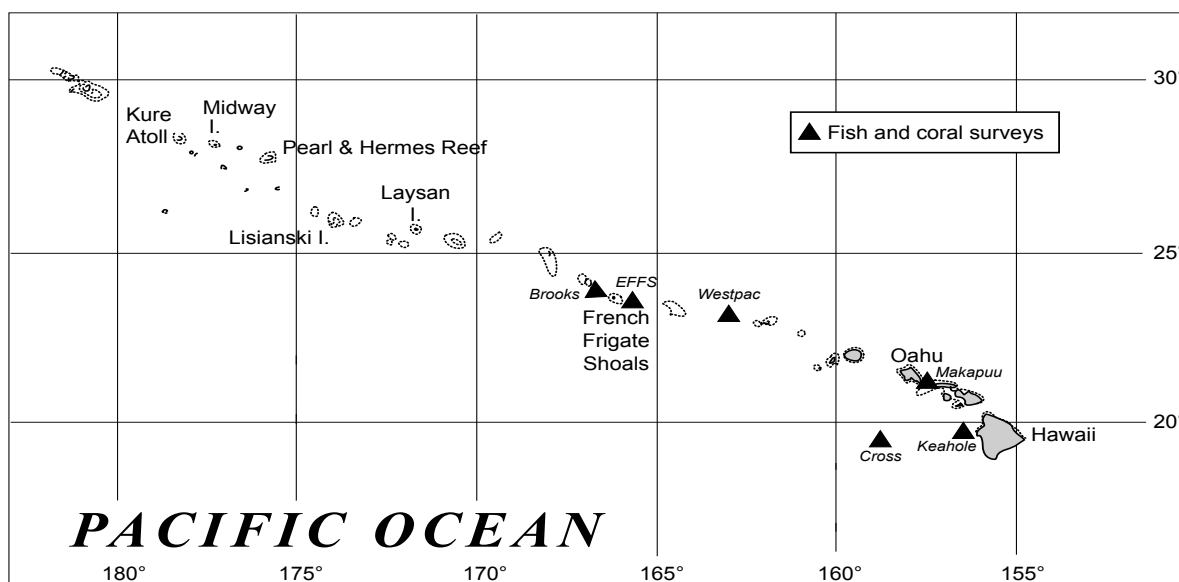 30°
Kure
Atoll
Midway
I.
Pearl & Hermes Reef
Fish and coral surveys
Laysan
I.
Lisianski I.
25°
Brooks
EFFS
Westpac
French
Frigate
Shoals
Oahu
Makapuu
20°
Hawaii
Keahole
Cross
PACIFIC OCEAN
180°
175°
170°
165°
160°
155°